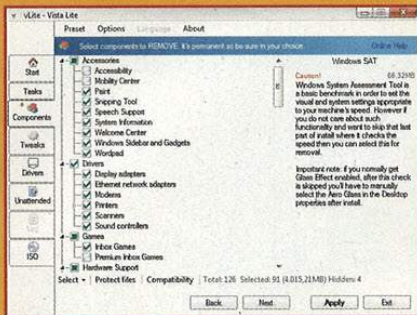 vLite - Vista Lite
Preset Options Language About
Select components to REMOVE. It's permanent so be sure in your choice.
Online Help
Start
Tasks
Components
Tweaks
Drivers
Unattended
ISO
Accessories
Accessibility
Mobility Center
Paint
Snipping Tool
Speech Support
System Information
Welcome Center
Windows Sidebar and Gadgets
Wordpad
Drivers
Display adapters
Ethernet network adapters
Modems
Printers
Scanners
Sound controllers
Games
Inbox Games
Premium Inbox Games
Hardware Support
Windows SAT
Caution! 66.32MB
Windows System Assessment Tool is
a basic benchmark in order to set the
visual and system settings appropriate
to your machine's speed. However if
you do not care about such
functionality and want to skip that last
part of install where it checks the
speed then you can select this for
removal.
Important note: if you normally get
Glass Effect enabled, after this check
is skipped you'll have to manually
select the Aero Glass in the Desktop
properties after install.
Select Protect files Compatibility Total: 126 Selected: 91 (4.015,21MB) Hidden: 4
Back Next Apply Exit